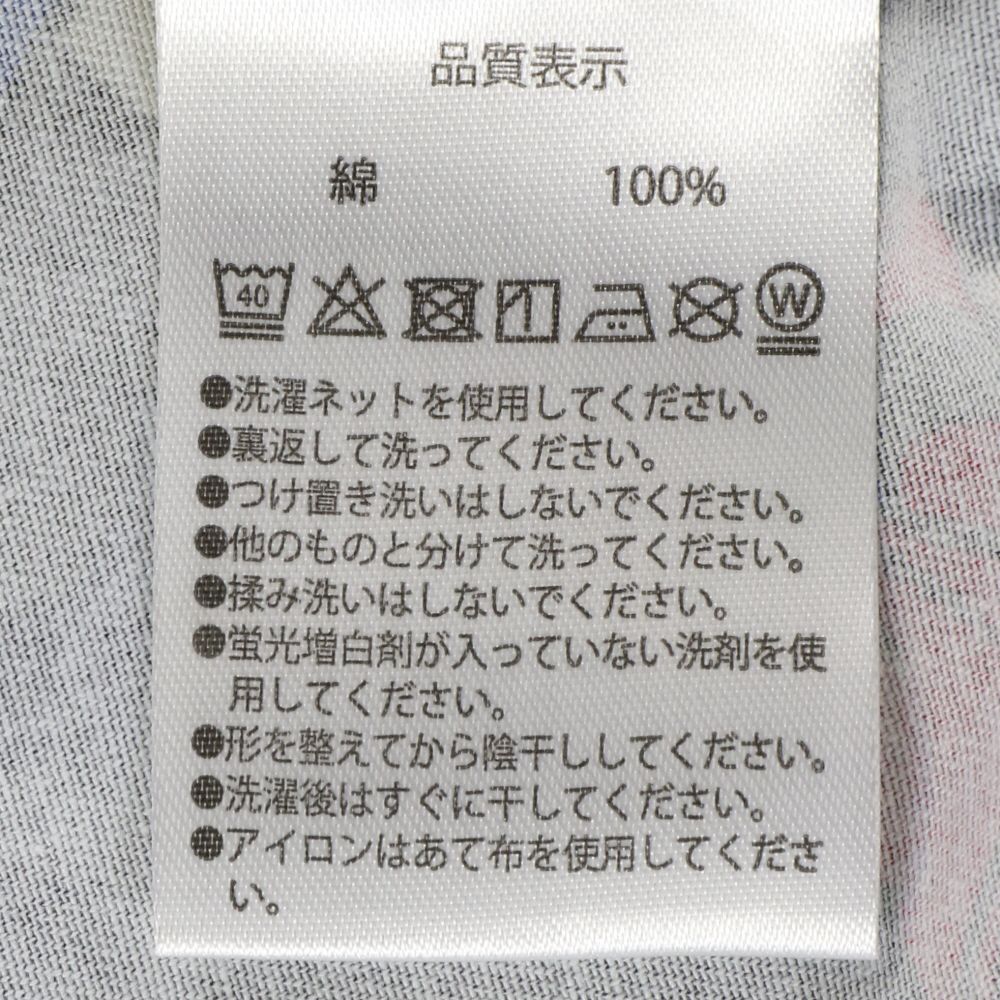 品質表示
綿 100%
40 W
●洗濯ネットを使用してください。
●裏返して洗ってください。
●つけ置き洗いはしないでください。
●他のものと分けて洗ってください。
●揉み洗いはしないでください。
●蛍光増白剤が入っていない洗剤を使
用してください。
●形を整えてから陰干ししてください。
●洗濯後はすぐに干してください。
●アイロンはあて布を使用してくださ
い。